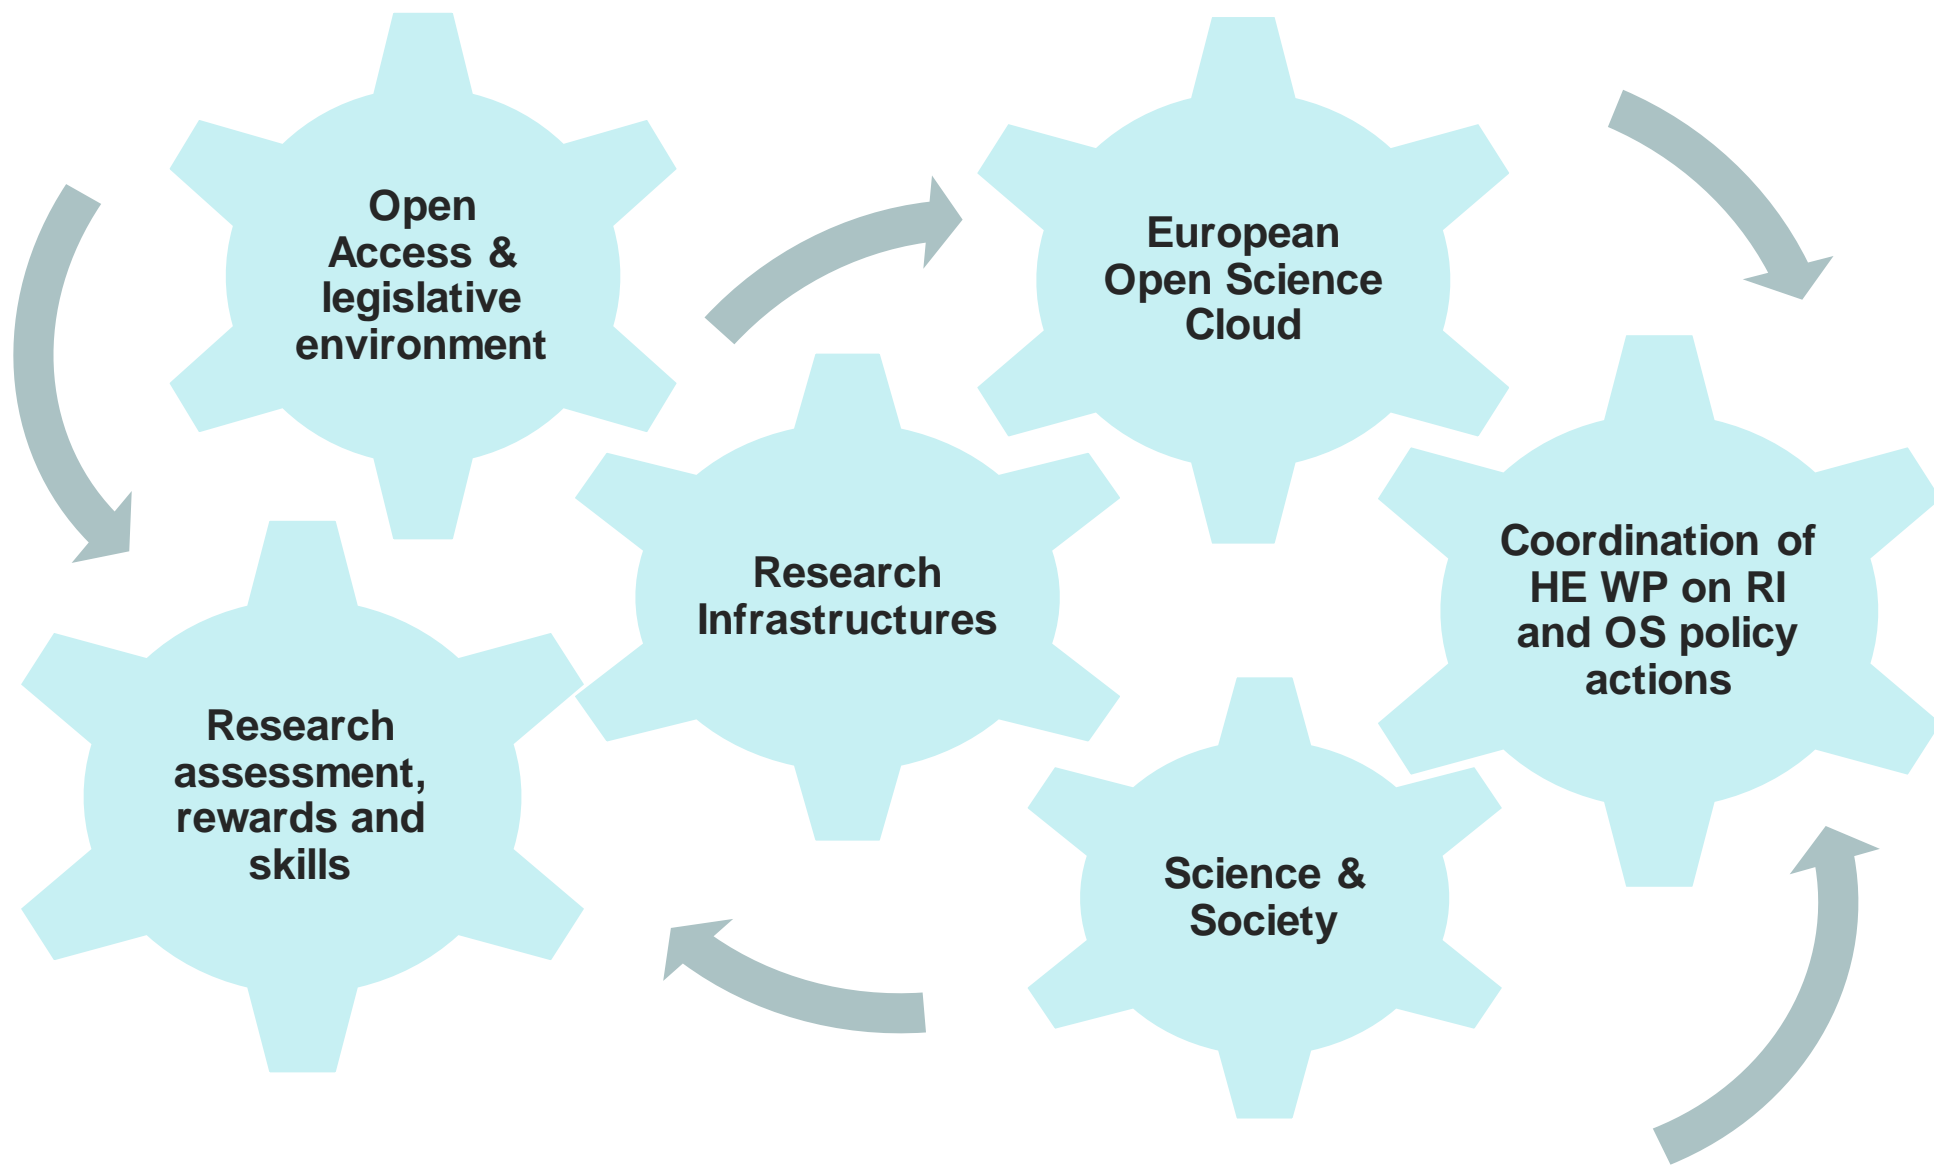 Open
Access &
legislative
environment
European
Open Science
Cloud
Research
Infrastructures
Coordination of
HE WP on RI
and OS policy
actions
Research
assessment,
rewards and
skills
Science &
Society